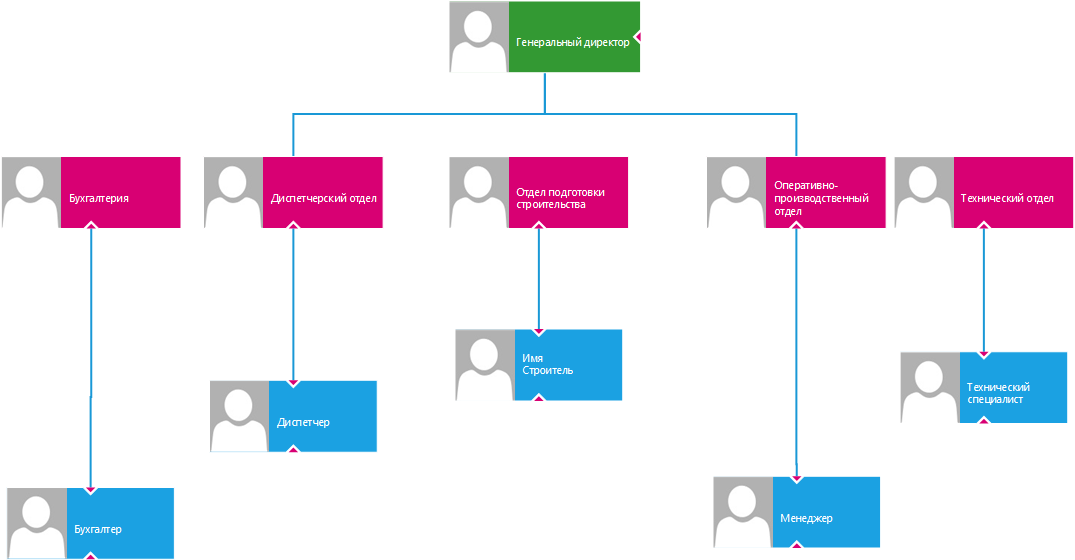 Генеральный директор
Бухгалтерия
Диспетчерский отдел
Отдел подготовки
строительства
Оперативно-
производственный
отдел
Технический отдел
Имя
Строитель
Технический
специалист
Диспетчер
Бухгалтер
Менеджер